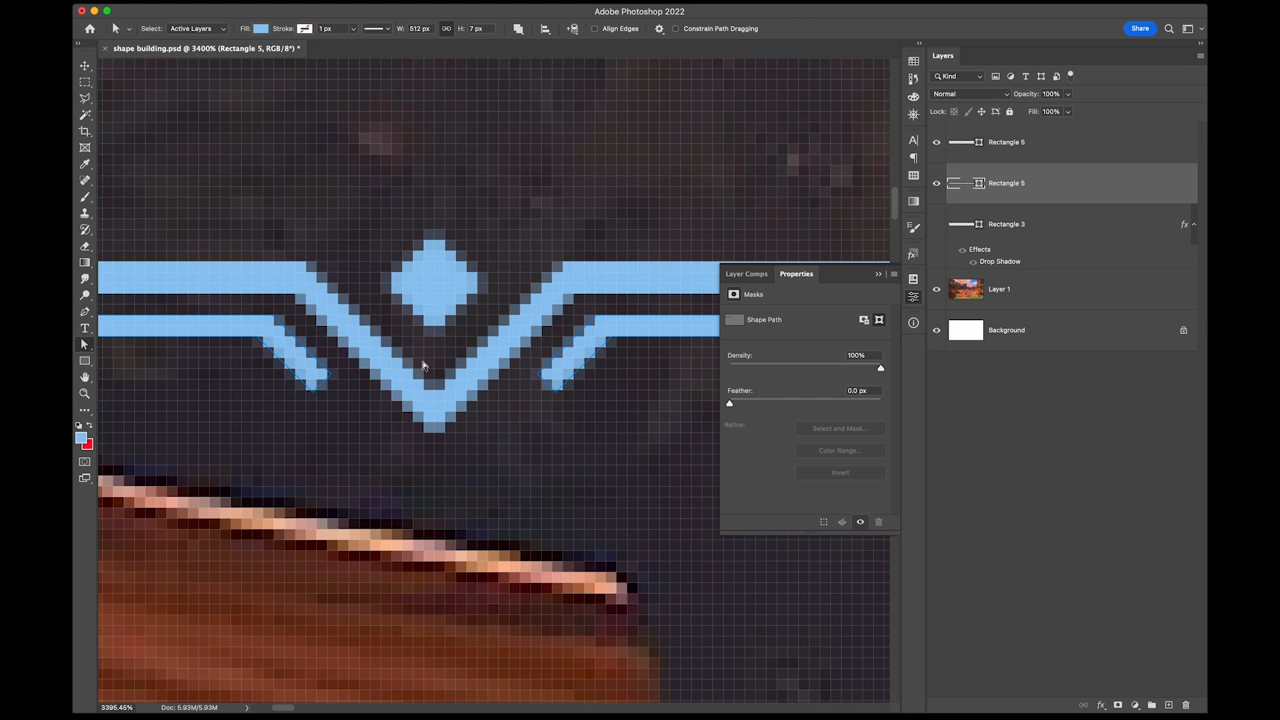 Adobe Photoshop 2022
Select: Active Layers Fill: Stroke: 1 px W: 512 px H: 7 px Align Edges Constrain Path Dragging Share
× shape building.psd @ 3400% (Rectangle 5, RGB/8*) *
Layers
Kind
Normal Opacity: 100%
Lock: Fill: 100%
Rectangle 5
Rectangle 5
Rectangle 3 fx
Effects
Drop Shadow
Layer 1
Background
Layer Comps Properties
Masks
Shape Path
Density: 100%
Feather: 0.0 px
Refine: Select and Mask...
Color Range...
Invert
3395.45% Doc: 5.93M/5.93M